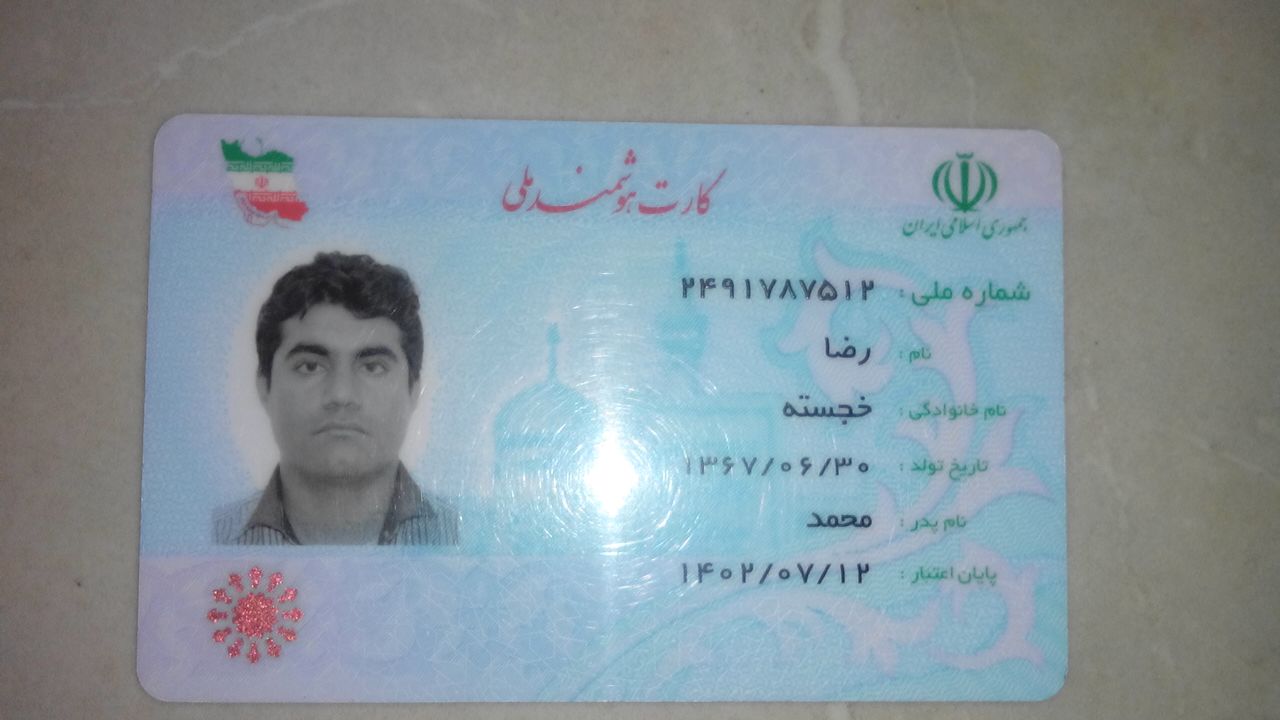 کارت هوشمند ملی
جمهوری اسلامی ایران
شماره ملی: ۲۴۹۱۷۸۷۵۱۲
نام: رضا
نام خانوادگی: خجسته
تاریخ تولد: ۱۳۶۷/۰۶/۳۰
نام پدر: محمد
پایان اعتبار: ۱۴۰۲/۰۷/۱۲